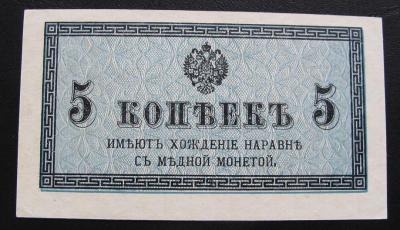 5 КОПѢЕКЪ 5
ИМѢЮТЪ ХОЖДЕНІЕ НАРАВНѢ
СЪ МѢДНОЙ МОНЕТОЙ.